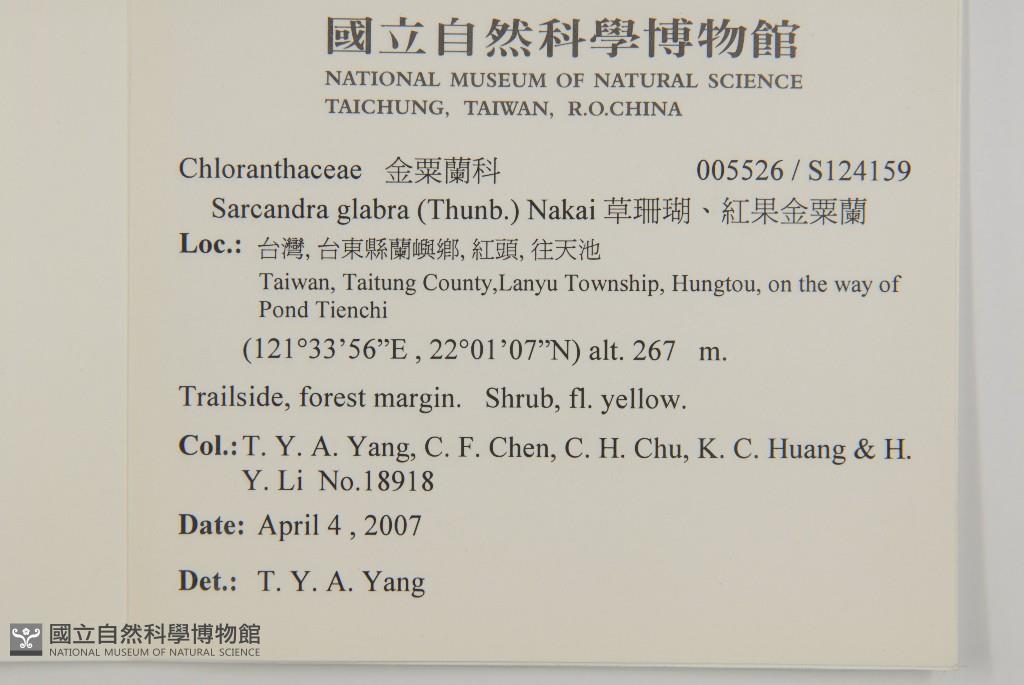 國立自然科學博物館
NATIONAL MUSEUM OF NATURAL SCIENCE
TAICHUNG, TAIWAN, R.O.CHINA
Chloranthaceae 金粟蘭科 005526 / S124159
Sarcandra glabra (Thunb.) Nakai 草珊瑚、紅果金粟蘭
Loc.: 台灣, 台東縣蘭嶼鄉, 紅頭, 往天池
Taiwan, Taitung County,Lanyu Township, Hungtou, on the way of
Pond Tienchi
(121°33’56”E , 22°01’07”N) alt. 267 m.
Trailside, forest margin. Shrub, fl. yellow.
Col.: T. Y. A. Yang, C. F. Chen, C. H. Chu, K. C. Huang & H.
Y. Li No.18918
Date: April 4 , 2007
Det.: T. Y. A. Yang
國立自然科學博物館
NATIONAL MUSEUM OF NATURAL SCIENCE